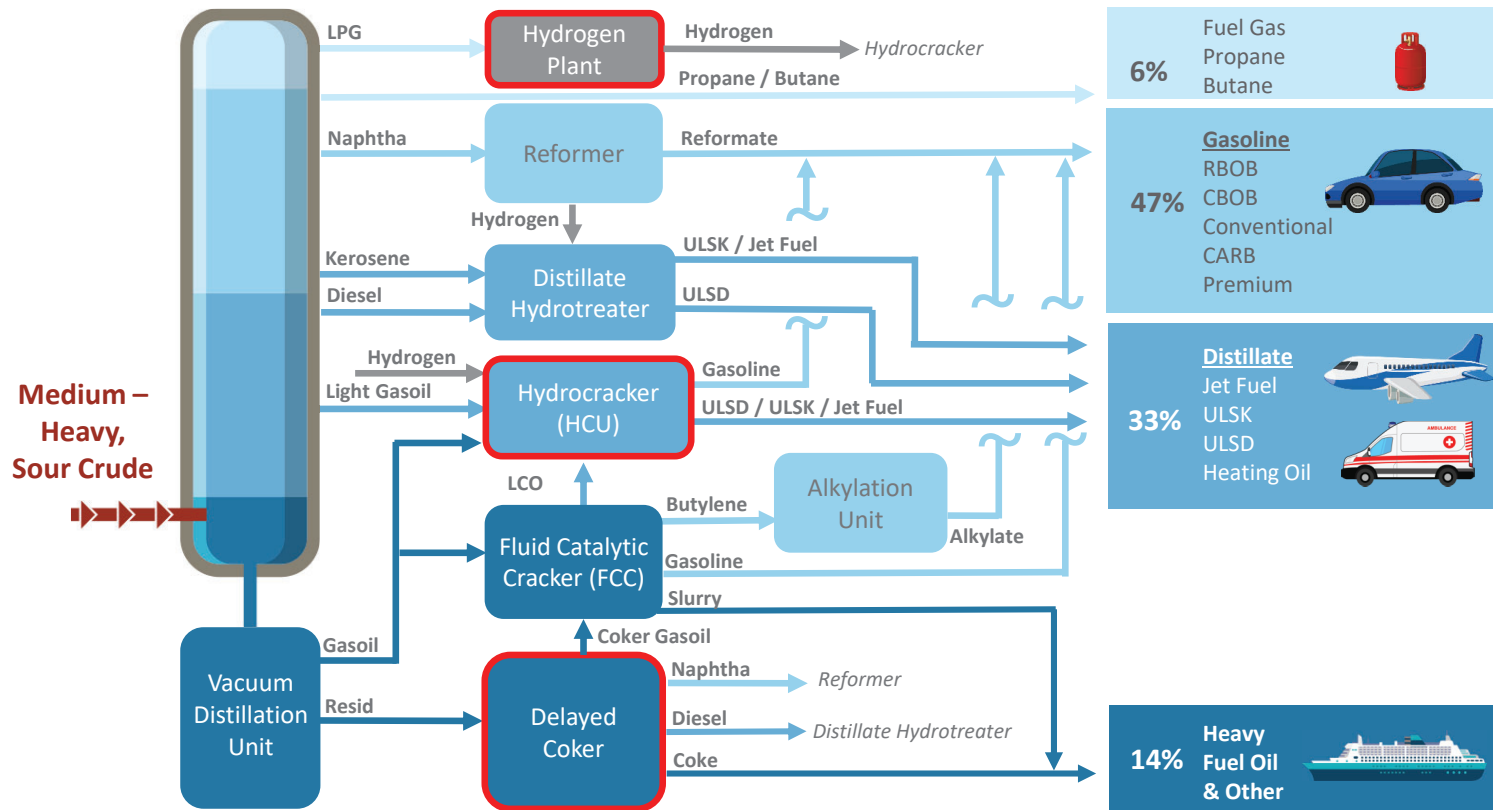 LPG
Hydrogen
Plant
Hydrogen
Hydrocracker
Propane / Butane
Naphtha
Reformer
Reformate
Hydrogen
Kerosene
Diesel
Distillate
Hydrotreater
ULSK / Jet Fuel
ULSD
Hydrogen
Light Gasoil
Hydrocracker
(HCU)
Gasoline
ULSD / ULSK / Jet Fuel
Medium –
Heavy,
Sour Crude
LCO
Fluid Catalytic
Cracker (FCC)
Butylene
Alkylation
Unit
Alkylate
Gasoline
Slurry
Coker Gasoil
Vacuum
Distillation
Unit
Gasoil
Resid
Delayed
Coker
Naphtha
Reformer
Diesel
Distillate Hydrotreater
Coke
6%
Fuel Gas
Propane
Butane
47%
Gasoline
RBOB
CBOB
Conventional
CARB
Premium
33%
Distillate
Jet Fuel
ULSK
ULSD
Heating Oil
AMBULANCE
14%
Heavy
Fuel Oil
& Other